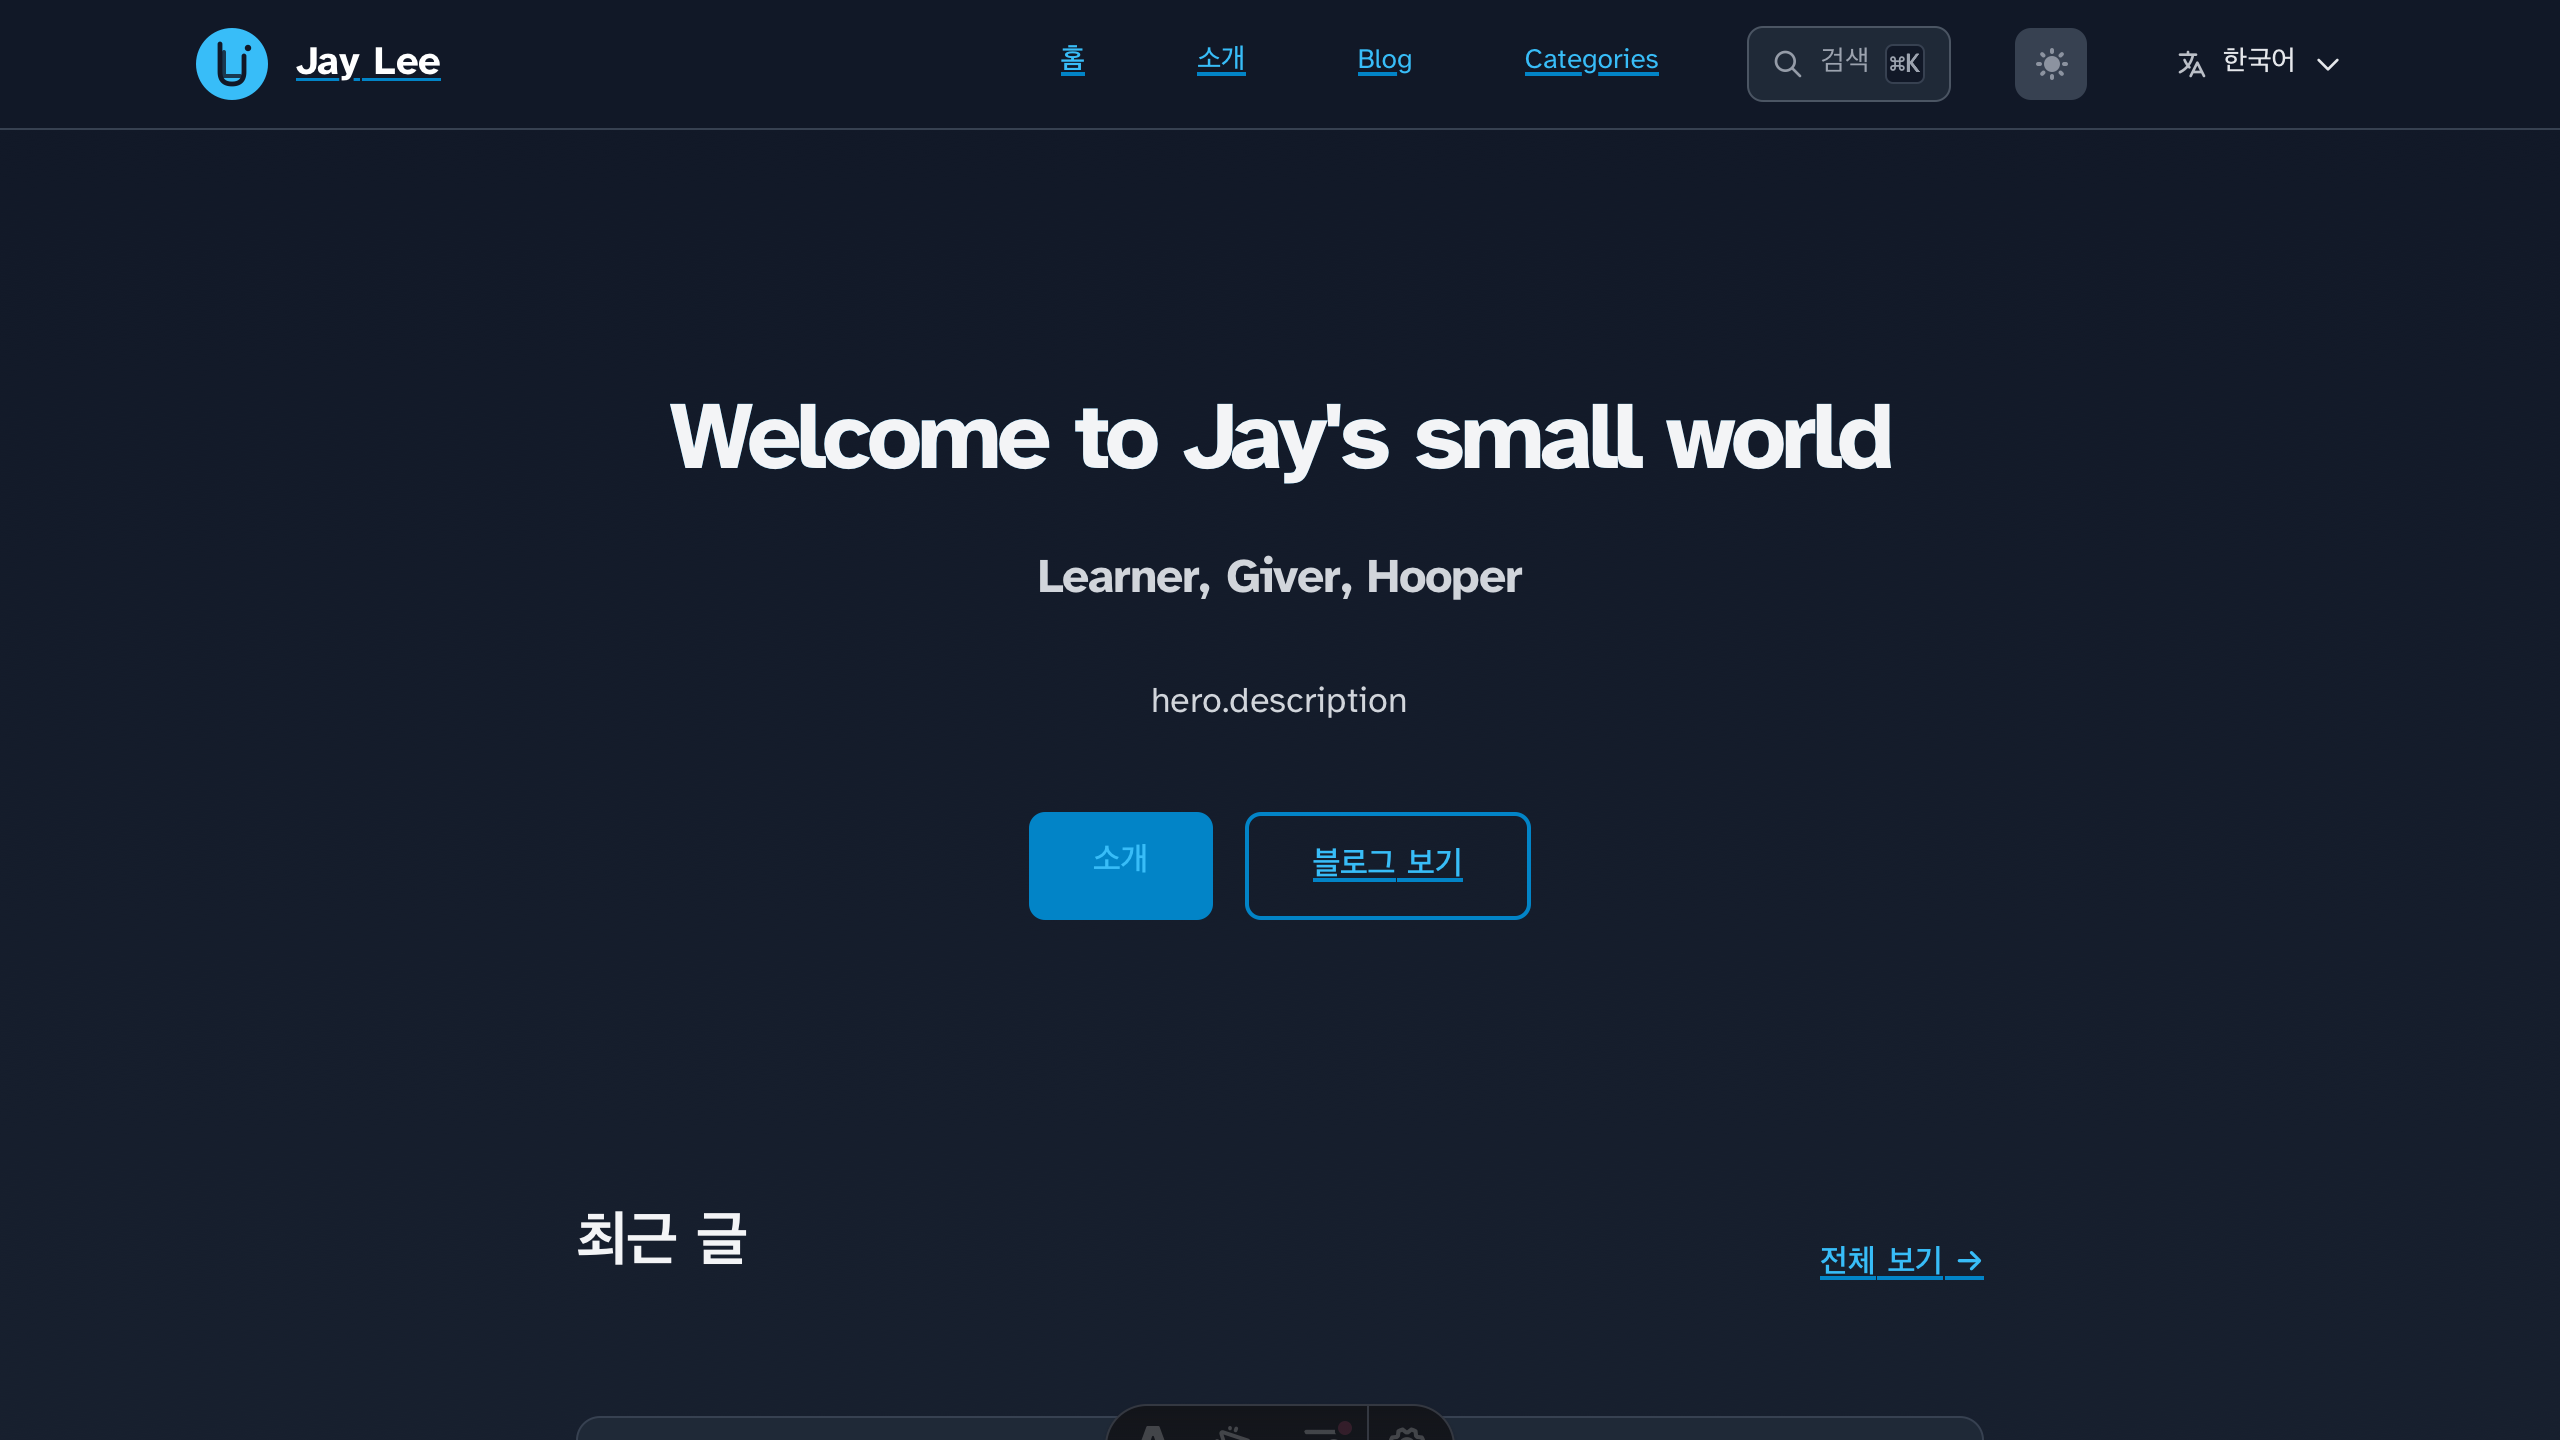 Jay Lee
홈 소개 Blog Categories 검색 ⌘K 한국어
Welcome to Jay's small world
Learner, Giver, Hooper
hero.description
소개 블로그 보기
최근 글
전체 보기 →